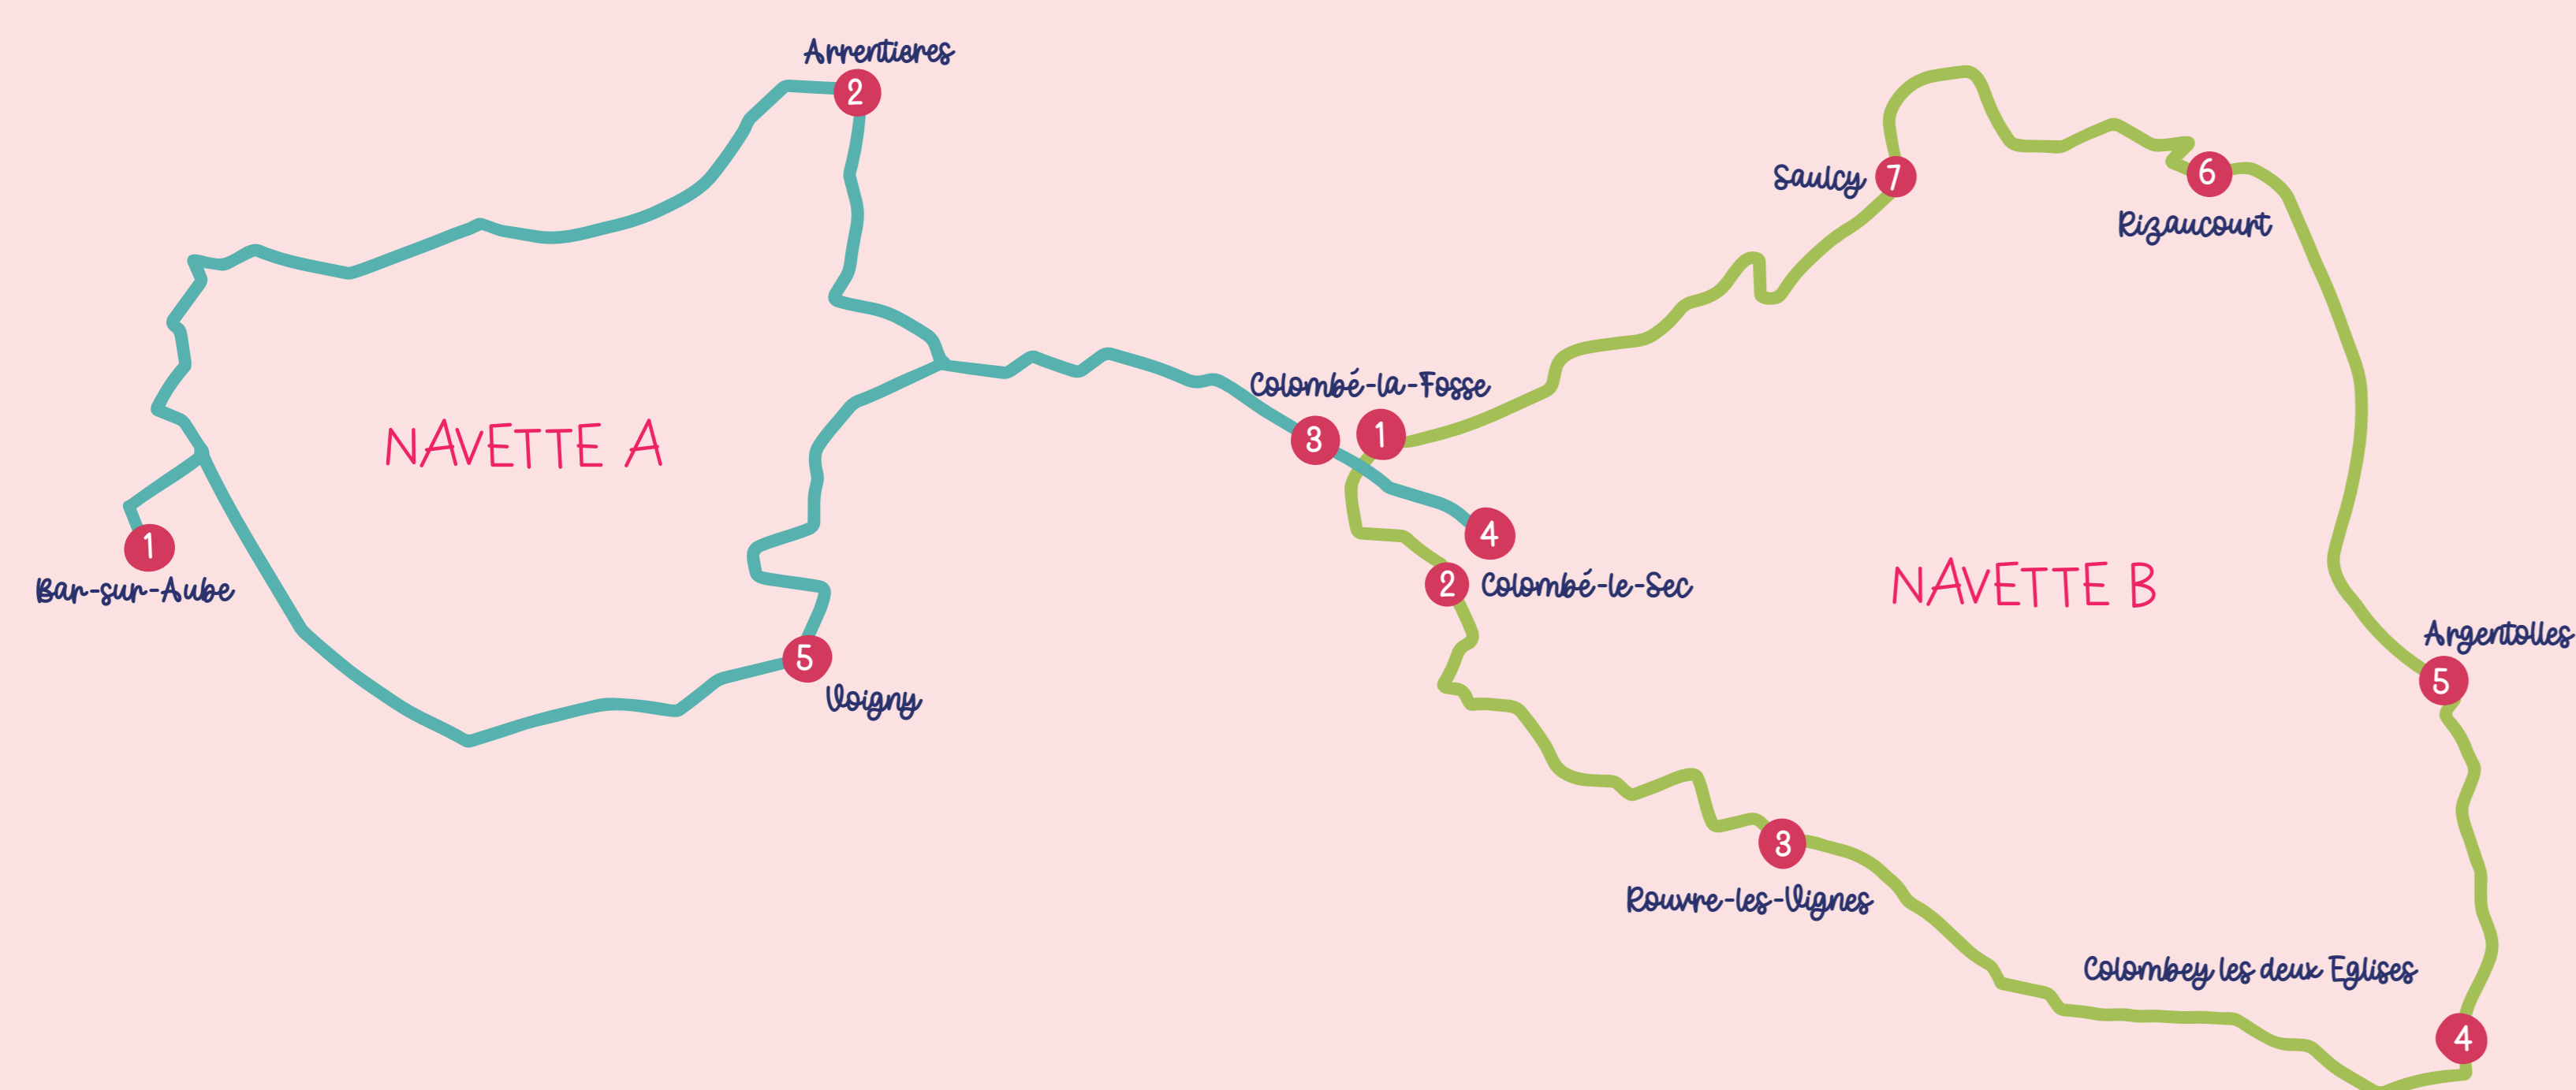 Arrentieres
2
Saulcy 7
6
Rizaucourt
NAVETTE A
Colombé-la-Fosse
3 1
1
Bar-sur-Aube
4
2 Colombé-le-Sec
NAVETTE B
5
Voigny
Argentolles
5
3
Rouvre-les-Vignes
Colombey les deux Eglises
4